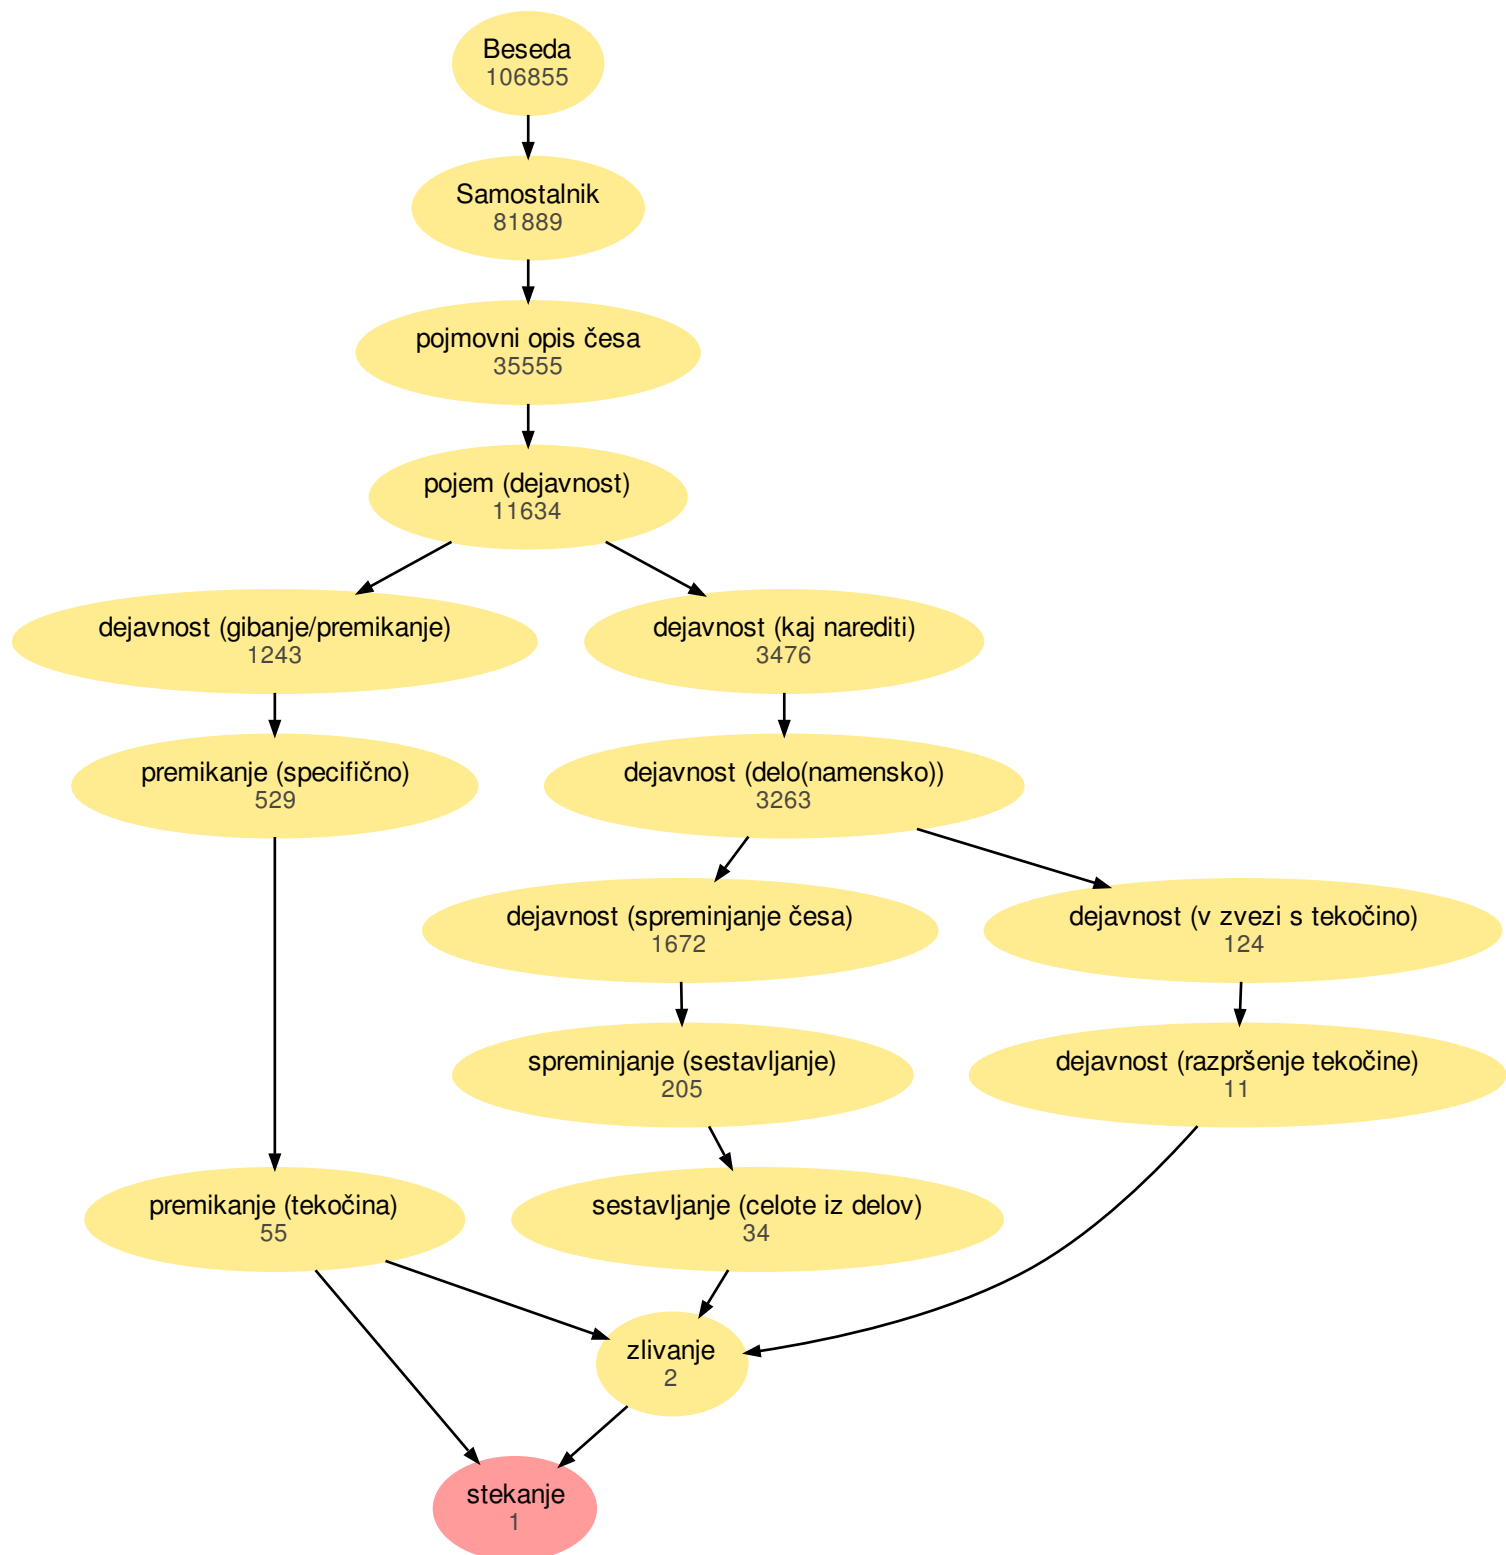 Beseda
106855
Samostalnik
81889
pojmovni opis česa
35555
pojem (dejavnost)
11634
dejavnost (gibanje/premikanje)
1243
dejavnost (kaj narediti)
3476
premikanje (specifično)
529
dejavnost (delo(namensko))
3263
dejavnost (spreminjanje česa)
1672
dejavnost (v zvezi s tekočino)
124
spreminjanje (sestavljanje)
205
dejavnost (razpršenje tekočine)
11
premikanje (tekočina)
55
sestavljanje (celote iz delov)
34
zlivanje
2
stekanje
1